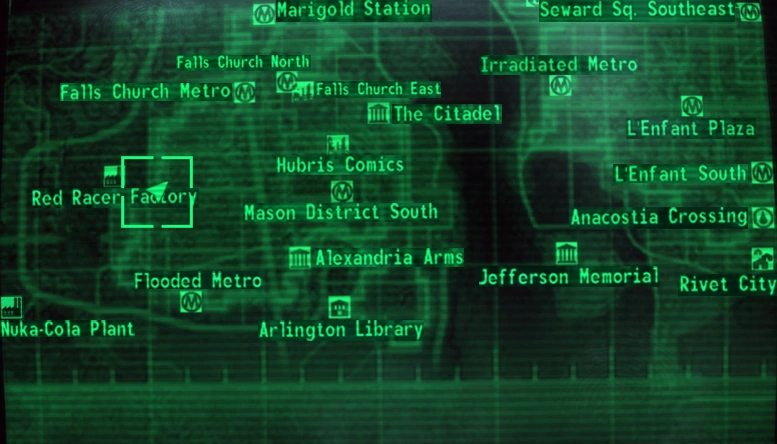 Marigold Station
Seward Sq. Southeast
Falls Church North
Irradiated Metro
Falls Church Metro
Falls Church East
The Citadel
L'Enfant Plaza
Hubris Comics
L'Enfant South
Red Racer Factory
Mason District South
Anacostia Crossing
Alexandria Arms
Jefferson Memorial
Rivet City
Flooded Metro
Nuka-Cola Plant
Arlington Library